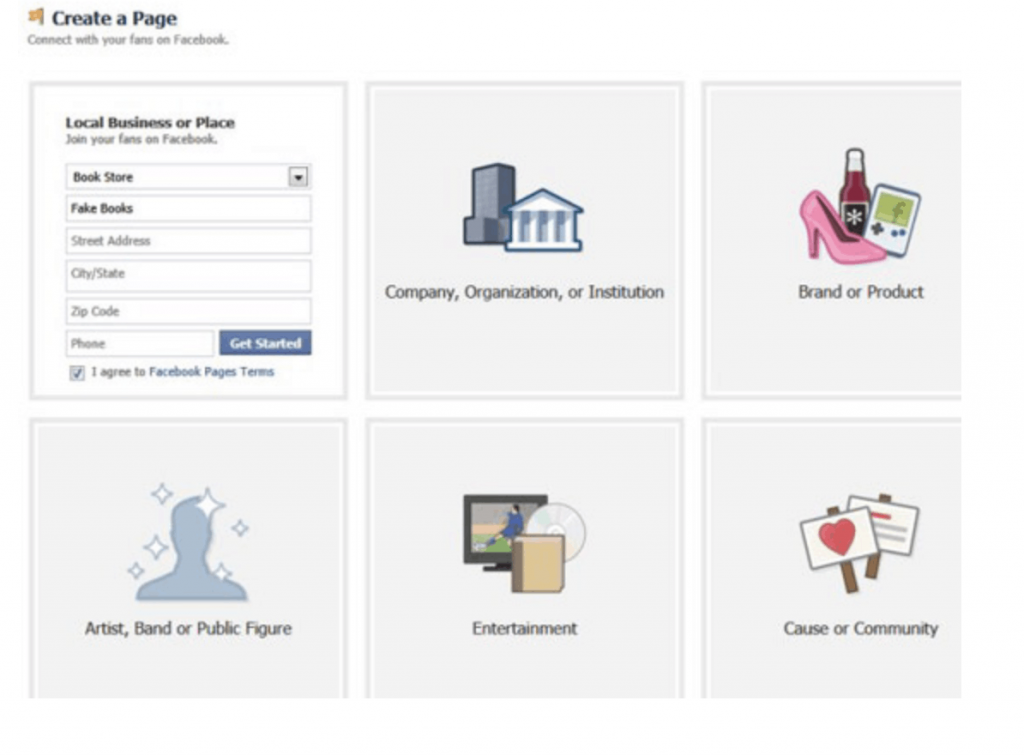 Create a Page
Connect with your fans on Facebook.
Local Business or Place
Join your fans on Facebook.
Book Store
Fake Books
Street Address
City/State
Zip Code
Phone Get Started
I agree to Facebook Pages Terms
Company, Organization, or Institution
Brand or Product
Artist, Band or Public Figure
Entertainment
Cause or Community